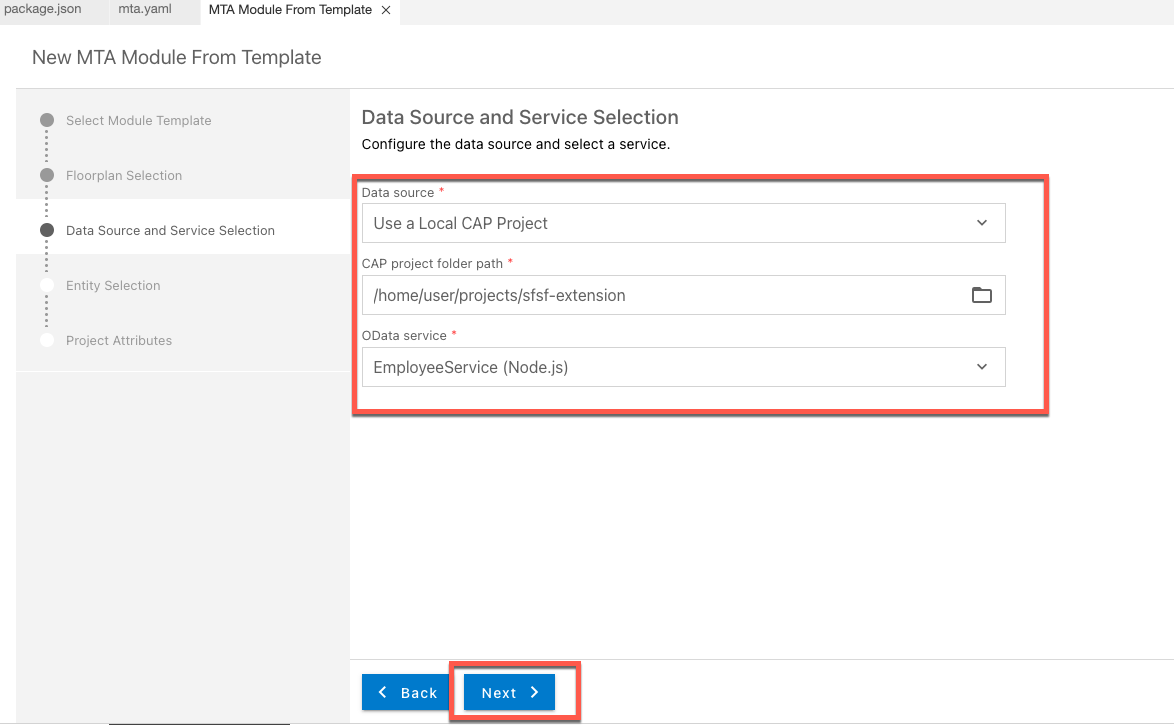 package.json
mta.yaml
MTA Module From Template
New MTA Module From Template
Select Module Template
Floorplan Selection
Data Source and Service Selection
Entity Selection
Project Attributes
Data Source and Service Selection
Configure the data source and select a service.
Data source *
Use a Local CAP Project
CAP project folder path *
/home/user/projects/sfsf-extension
OData service *
EmployeeService (Node.js)
Back
Next